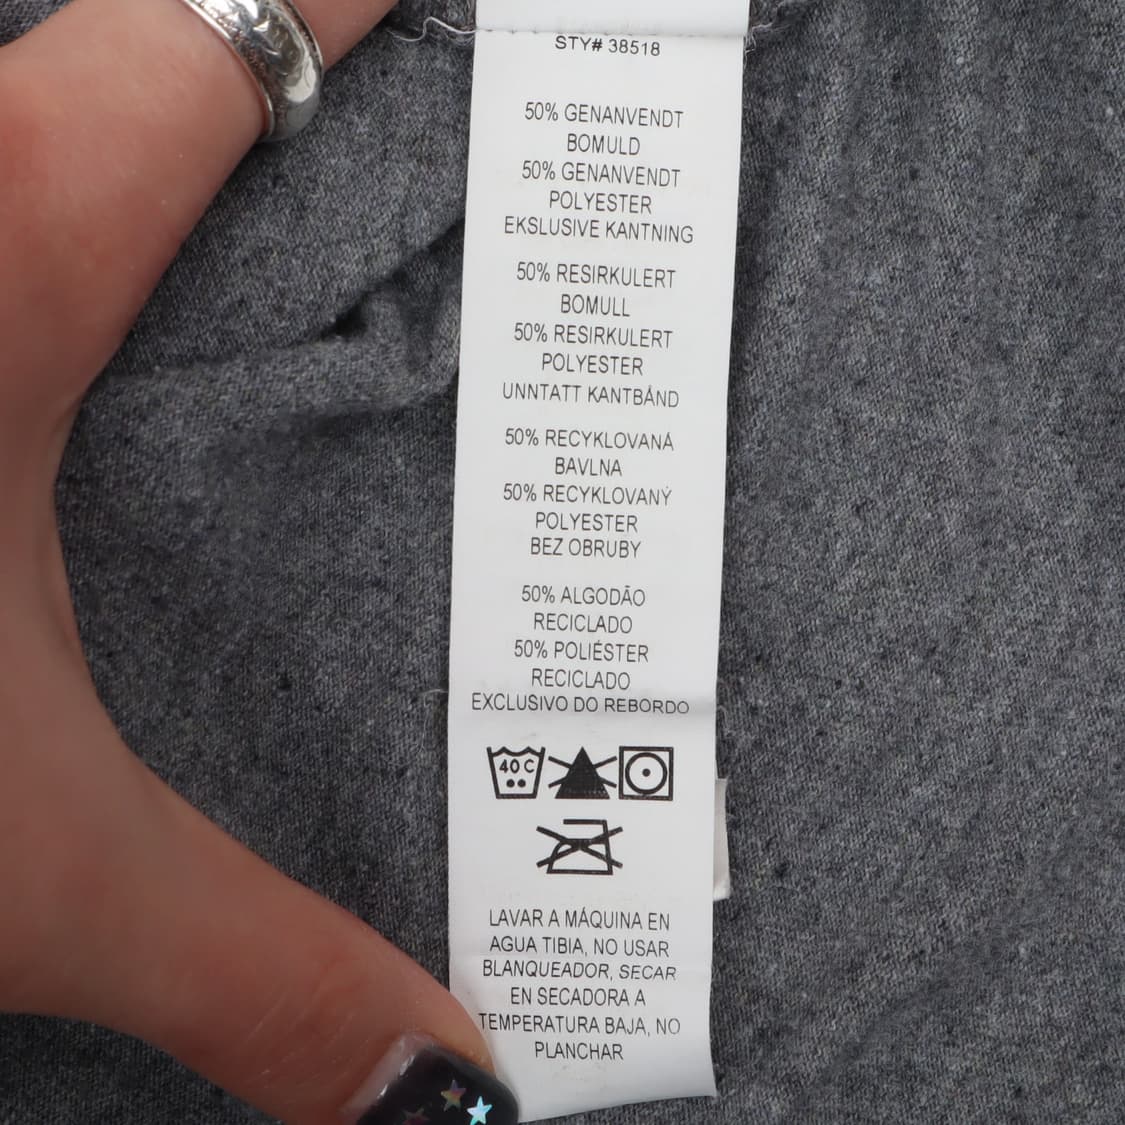 STY# 38518
50% GENANVENDT
BOMULD
50% GENANVENDT
POLYESTER
EKSLUSIVE KANTNING
50% RESIRKULERT
BOMULL
50% RESIRKULERT
POLYESTER
UNNTATT KANTBÅND
50% RECYKLOVANÁ
BAVLNA
50% RECYKLOVANÝ
POLYESTER
BEZ OBRUBY
50% ALGODÃO
RECICLADO
50% POLIÉSTER
RECICLADO
EXCLUSIVO DO REBORDO
40 C
LAVAR A MÁQUINA EN
AGUA TIBIA, NO USAR
BLANQUEADOR, SECAR
EN SECADORA A
TEMPERATURA BAJA, NO
PLANCHAR